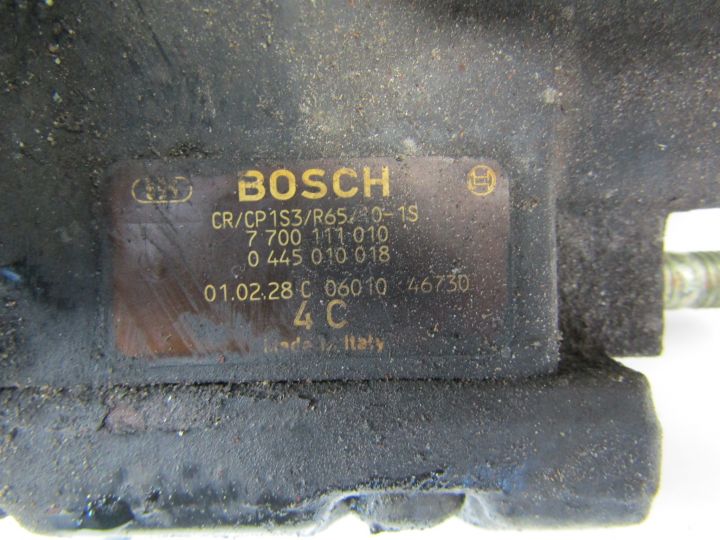 BOSCH
CR/CP1S3/R65/10-1S
7 700 111 010
0 445 010 018
01.02.28 C 06010 46730
4 C
Made in Italy